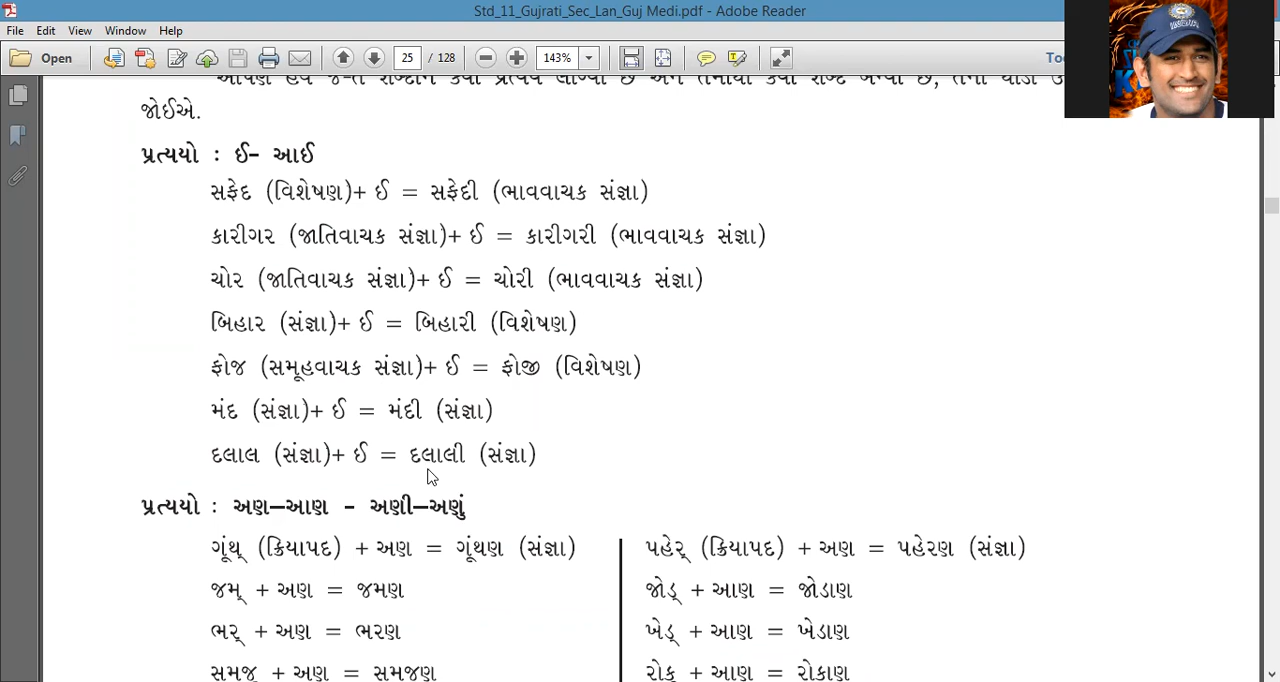 Std_11_Gujrati_Sec_Lan_Guj Medi.pdf - Adobe Reader
File Edit View Window Help
Open 25 / 128 143%
જોઈએ.
પ્રત્યયો : ઈ– આઈ
સફેદ (વિશેષણ)+ ઈ = સફેદી (ભાવવાચક સંજ્ઞા)
કારીગર (જાતિવાચક સંજ્ઞા)+ ઈ = કારીગરી (ભાવવાચક સંજ્ઞા)
ચોર (જાતિવાચક સંજ્ઞા)+ ઈ = ચોરી (ભાવવાચક સંજ્ઞા)
બિહાર (સંજ્ઞા)+ ઈ = બિહારી (વિશેષણ)
ફોજ (સમૂહવાચક સંજ્ઞા)+ ઈ = ફોજી (વિશેષણ)
મંદ (સંજ્ઞા)+ ઈ = મંદી (સંજ્ઞા)
દલાલ (સંજ્ઞા)+ ઈ = દલાલી (સંજ્ઞા)
પ્રત્યયો : અણ–આણ - અણી–અણું
ગૂંથ્ (ક્રિયાપદ) + અણ = ગૂંથણ (સંજ્ઞા)
જમ્ + અણ = જમણ
ભર્ + અણ = ભરણ
સમજ્ + અણ = સમજણ
પહેર્ (ક્રિયાપદ) + અણ = પહેરણ (સંજ્ઞા)
જોડ્ + આણ = જોડાણ
ખેડ્ + આણ = ખેડાણ
રોક્ + આણ = રોકાણ